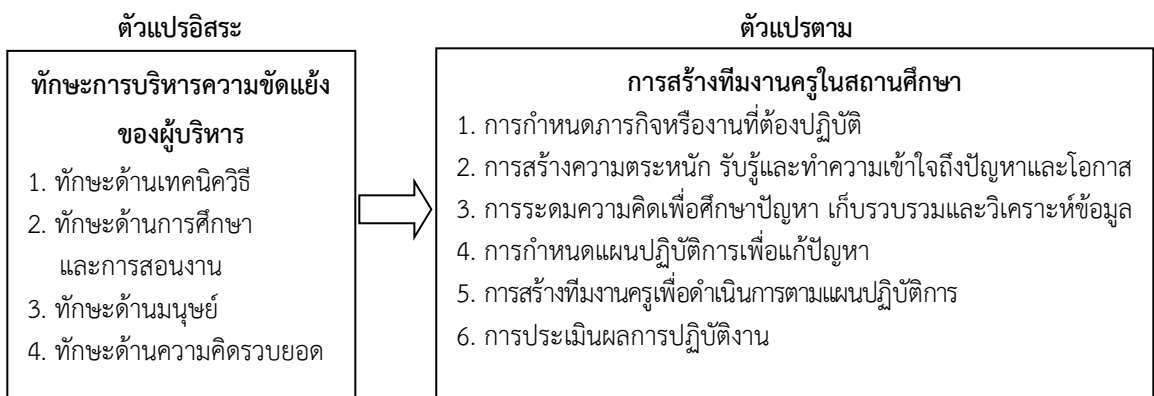 ตัวแปรอิสระ
ทักษะการบริหารความขัดแย้ง
ของผู้บริหาร
1. ทักษะด้านเทคนิควิธี
2. ทักษะด้านการศึกษา
และการสอนงาน
3. ทักษะด้านมนุษย์
4. ทักษะด้านความคิดรวบยอด
ตัวแปรตาม
การสร้างทีมงานครูในสถานศึกษา
1. การกำหนดภารกิจหรืองานที่ต้องปฏิบัติ
2. การสร้างความตระหนัก รับรู้และทำความเข้าใจถึงปัญหาและโอกาส
3. การระดมความคิดเพื่อศึกษาปัญหา เก็บรวบรวมและวิเคราะห์ข้อมูล
4. การกำหนดแผนปฏิบัติการเพื่อแก้ปัญหา
5. การสร้างทีมงานครูเพื่อดำเนินการตามแผนปฏิบัติการ
6. การประเมินผลการปฏิบัติงาน